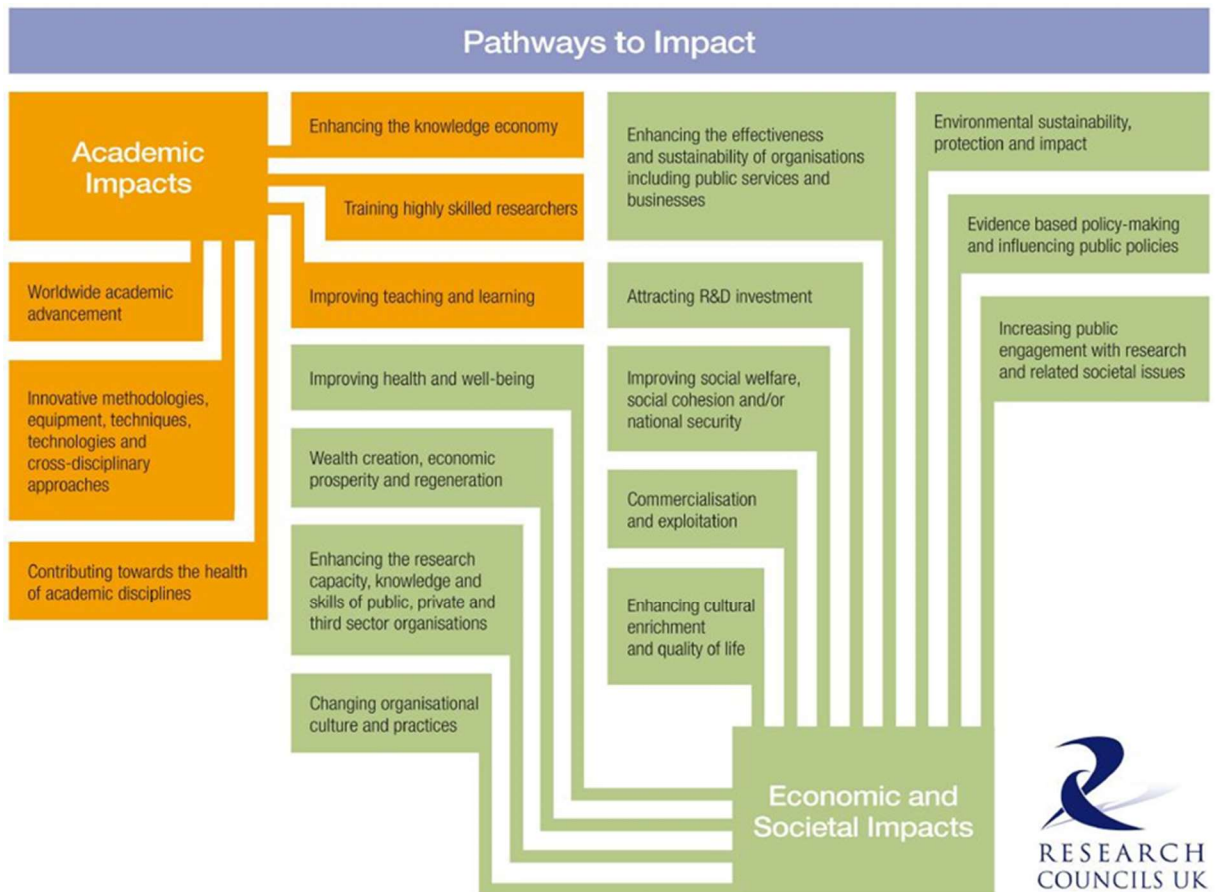 Pathways to Impact
Academic
Impacts
Worldwide academic
advancement
Innovative methodologies,
equipment, techniques,
technologies and
cross-disciplinary
approaches
Contributing towards the health
of academic disciplines
Enhancing the knowledge economy
Training highly skilled researchers
Improving teaching and learning
Improving health and well-being
Wealth creation, economic
prosperity and regeneration
Enhancing the research
capacity, knowledge and
skills of public, private and
third sector organisations
Changing organisational
culture and practices
Enhancing the effectiveness
and sustainability of organisations
including public services and
businesses
Attracting R&D investment
Improving social welfare,
social cohesion and/or
national security
Commercialisation
and exploitation
Enhancing cultural
enrichment
and quality of life
Environmental sustainability,
protection and impact
Evidence based policy-making
and influencing public policies
Increasing public
engagement with research
and related societal issues
Economic and
Societal Impacts
RESEARCH
COUNCILS UK